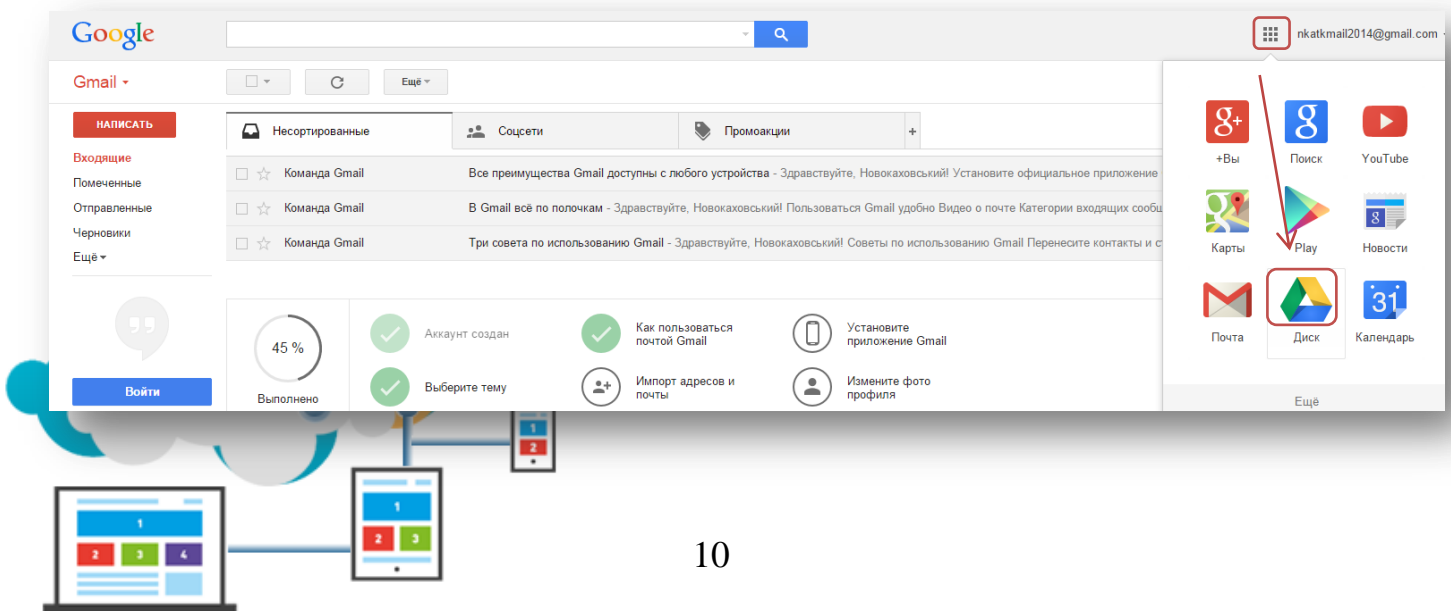 Google
nkatkmail2014@gmail.com
Gmail
Ещё
НАПИСАТЬ
Входящие
Помеченные
Отправленные
Черновики
Ещё
Несортированные
Соцсети
Промоакции
+
Команда Gmail
Все преимущества Gmail доступны с любого устройства - Здравствуйте, Новокаховський! Установите официальное приложение
Команда Gmail
В Gmail всё по полочкам - Здравствуйте, Новокаховський! Пользоваться Gmail удобно Видео о почте Категории входящих сообщ
Команда Gmail
Три совета по использованию Gmail - Здравствуйте, Новокаховський! Советы по использованию Gmail Перенесите контакты и с
45 %
Выполнено
Аккаунт создан
Как пользоваться
почтой Gmail
Установите
приложение Gmail
Выберите тему
Импорт адресов и
почты
Измените фото
профиля
Войти
g+
+Вы
g
Поиск
YouTube
Карты
Play
g
Новости
Почта
Диск
31
Календарь
Ещё
1
2
1
2 3
1
2 3 4
10